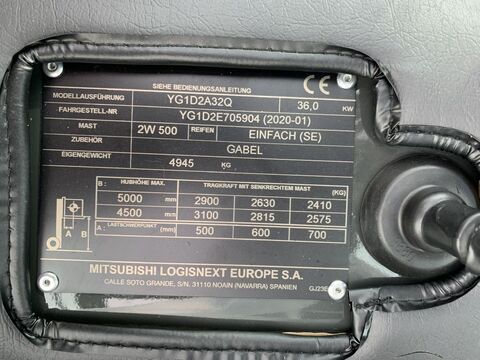 SIEHE BEDIENUNGSANLEITUNG CE
MODELLAUSFÜHRUNG YG1D2A32Q 36,0 KW
FAHRGESTELL-NR YG1D2E705904 (2020-01)
MAST 2W 500 REIFEN EINFACH (SE)
ZUBEHÖR GABEL
EIGENGEWICHT 4945 KG
B : HUBHÖHE MAX. TRAGKRAFT MIT SENKRECHTEM MAST (KG)
5000 mm 2900 2630 2410
4500 mm 3100 2815 2575
A : LASTSCHWERPUNKT (mm) 500 600 700
A B
MITSUBISHI LOGISNEXT EUROPE S.A.
CALLE SOTO GRANDE, S/N. 31110 NOAIN (NAVARRA) SPANIEN